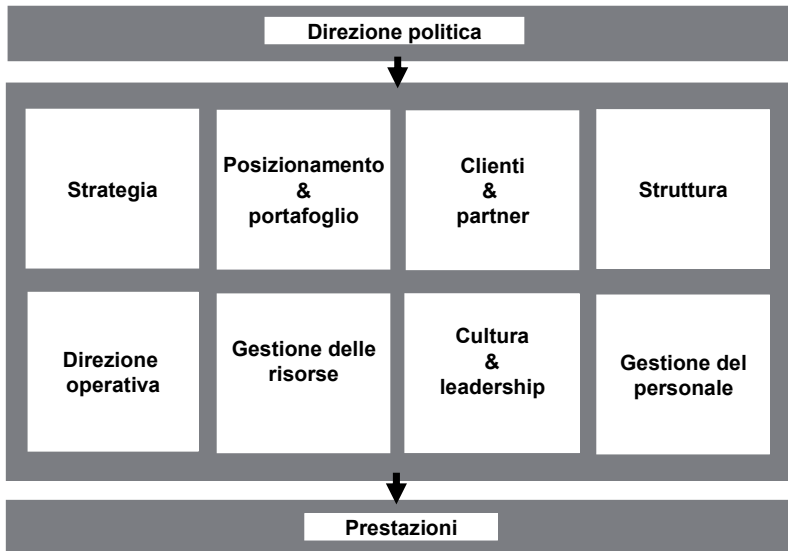 Direzione politica
Strategia
Posizionamento
&
portafoglio
Clienti
&
partner
Struttura
Direzione
operativa
Gestione delle
risorse
Cultura
&
leadership
Gestione del
personale
Prestazioni